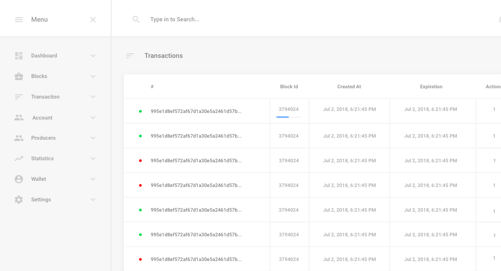 Menu
Type in to Search...
Dashboard
Blocks
Transaction
Account
Producers
Statistics
Wallet
Settings
Transactions
# Block Id Created At Expiration Action
995e1d8ef572af67d1a30e5a2461d57b... 3794024 Jul 2, 2018, 6:21:45 PM Jul 2, 2018, 6:21:45 PM 1
995e1d8ef572af67d1a30e5a2461d57b... 3794024 Jul 2, 2018, 6:21:45 PM Jul 2, 2018, 6:21:45 PM 1
995e1d8ef572af67d1a30e5a2461d57b... 3794024 Jul 2, 2018, 6:21:45 PM Jul 2, 2018, 6:21:45 PM 1
995e1d8ef572af67d1a30e5a2461d57b... 3794024 Jul 2, 2018, 6:21:45 PM Jul 2, 2018, 6:21:45 PM 1
995e1d8ef572af67d1a30e5a2461d57b... 3794024 Jul 2, 2018, 6:21:45 PM Jul 2, 2018, 6:21:45 PM 1
995e1d8ef572af67d1a30e5a2461d57b... 3794024 Jul 2, 2018, 6:21:45 PM Jul 2, 2018, 6:21:45 PM 1
995e1d8ef572af67d1a30e5a2461d57b... 3794024 Jul 2, 2018, 6:21:45 PM Jul 2, 2018, 6:21:45 PM 1